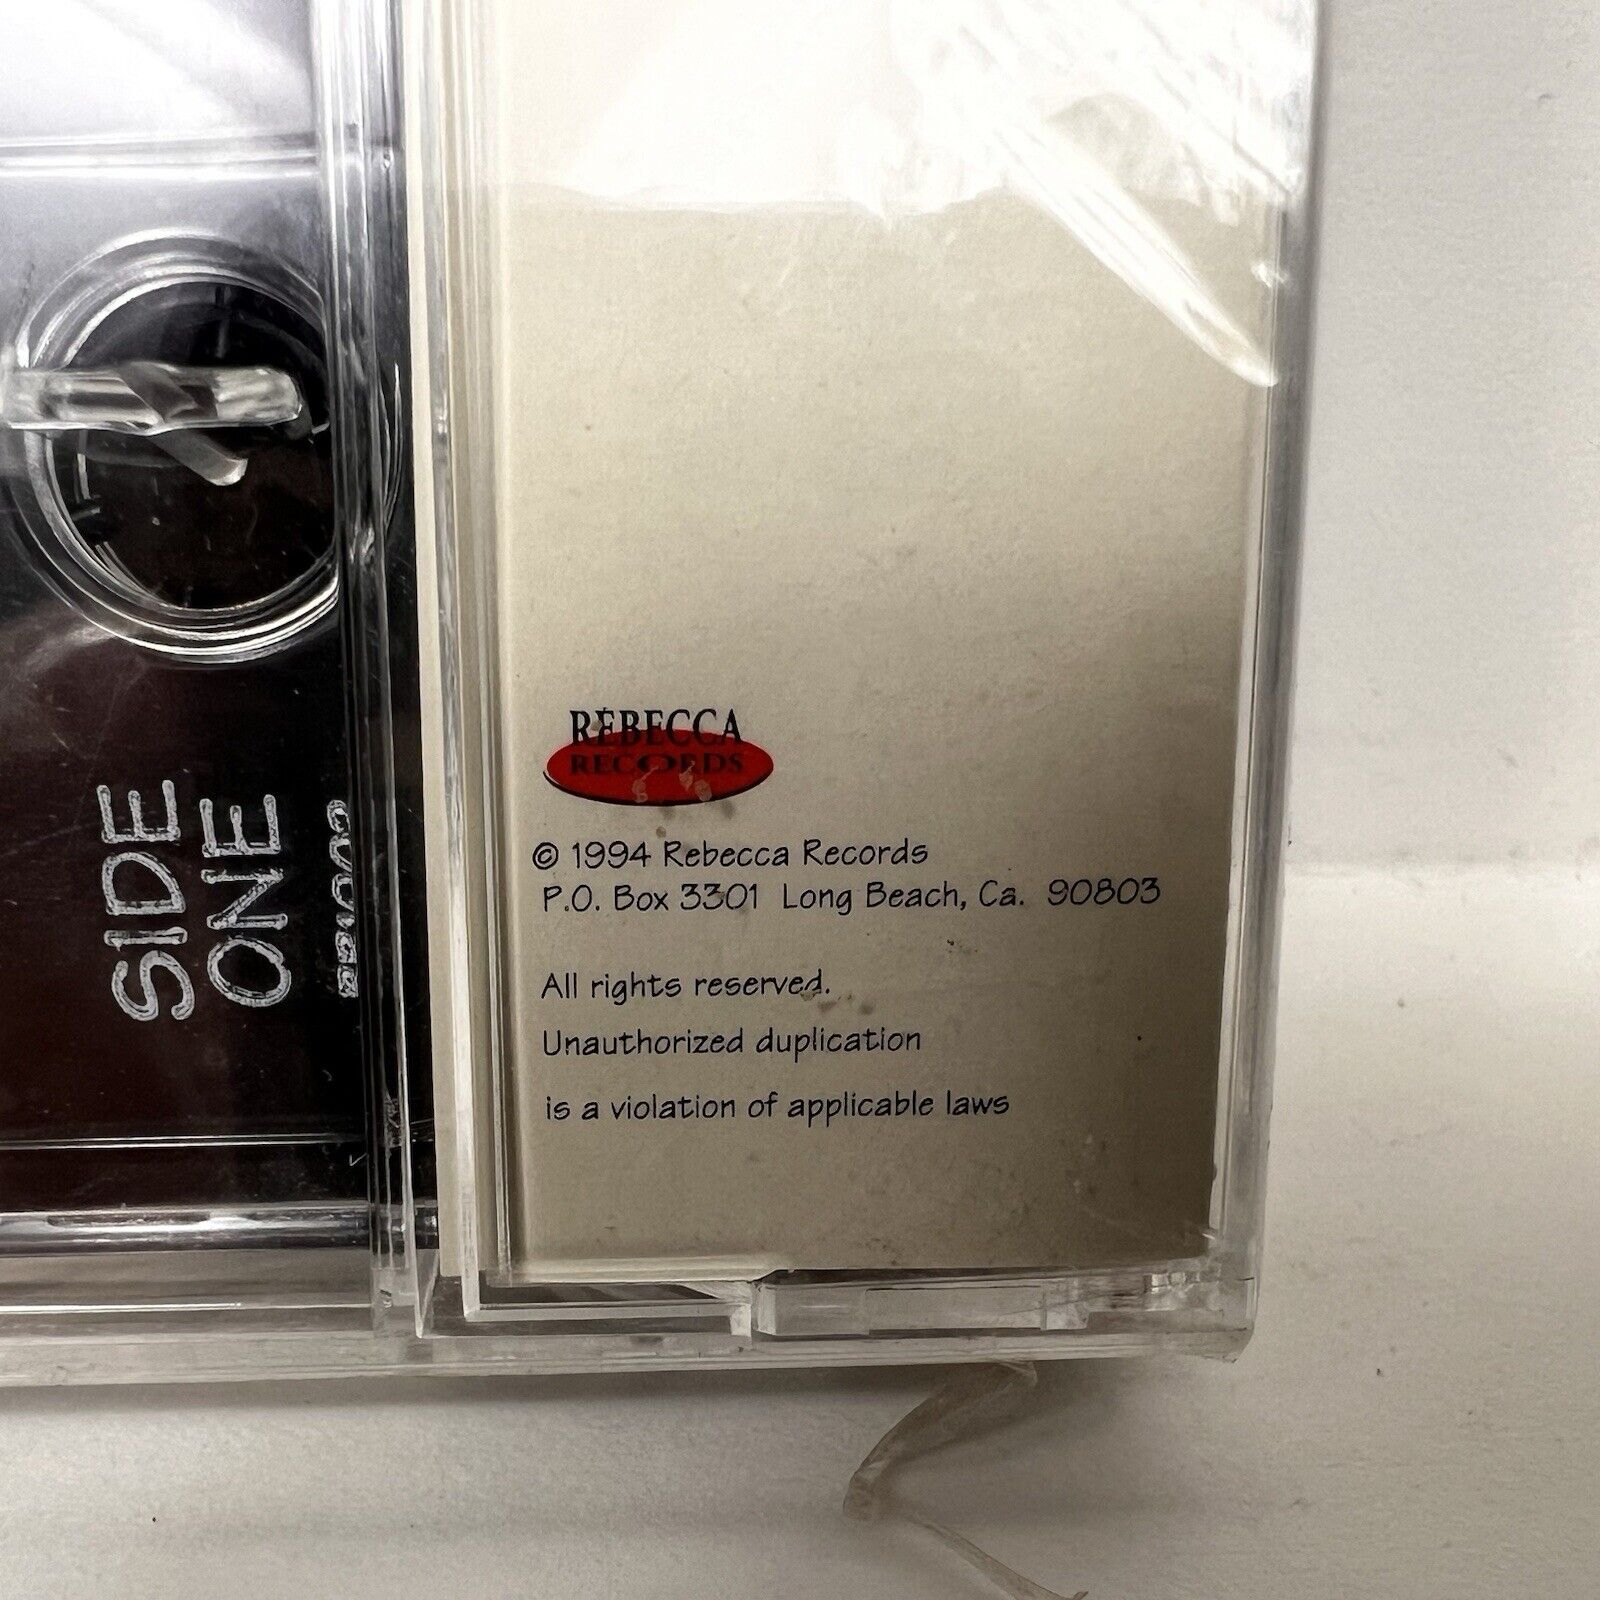 SIDE
ONE
REBECCA
RECORDS
© 1994 Rebecca Records
P.O. Box 3301 Long Beach, Ca. 90803
All rights reserved.
Unauthorized duplication
is a violation of applicable laws